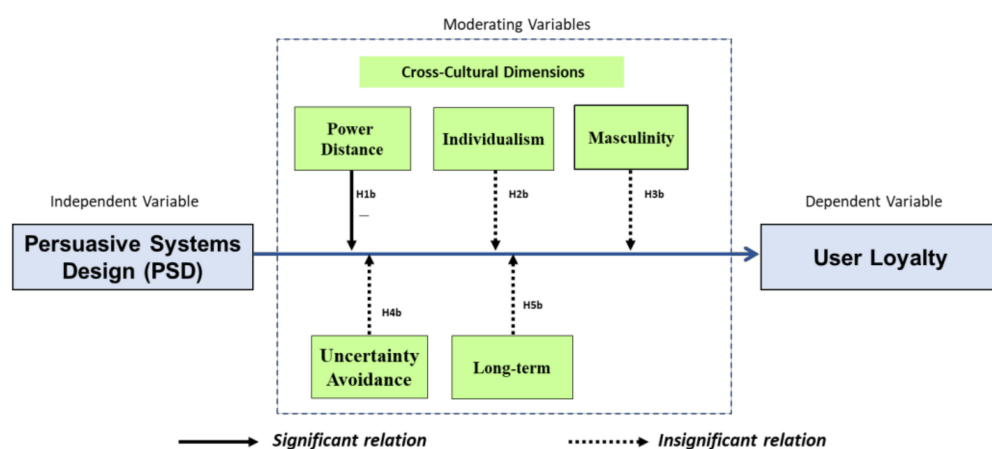 Moderating Variables
Cross-Cultural Dimensions
Power
Distance
Individualism
Masculinity
H1b
—
H2b
H3b
Independent Variable
Dependent Variable
Persuasive Systems
Design (PSD)
User Loyalty
H4b
H5b
Uncertainty
Avoidance
Long-term
Significant relation
Insignificant relation